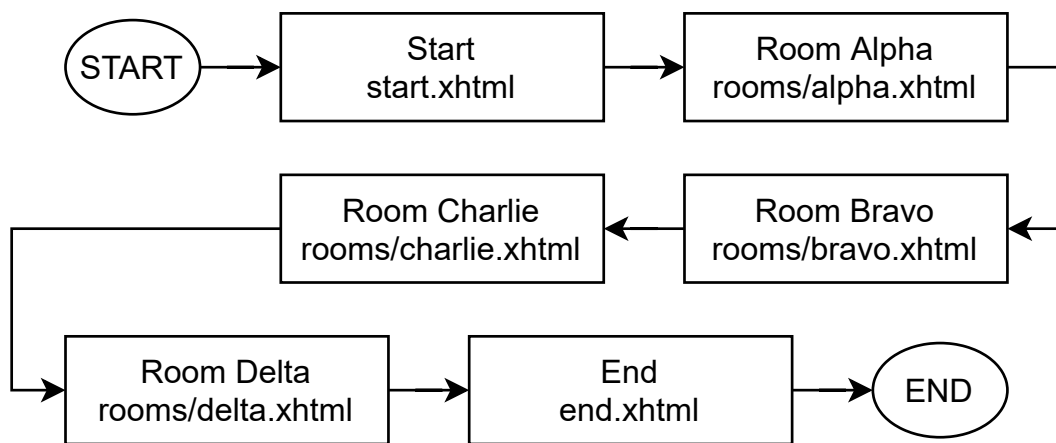 START
Start
start.xhtml
Room Alpha
rooms/alpha.xhtml
Room Bravo
rooms/bravo.xhtml
Room Charlie
rooms/charlie.xhtml
Room Delta
rooms/delta.xhtml
End
end.xhtml
END